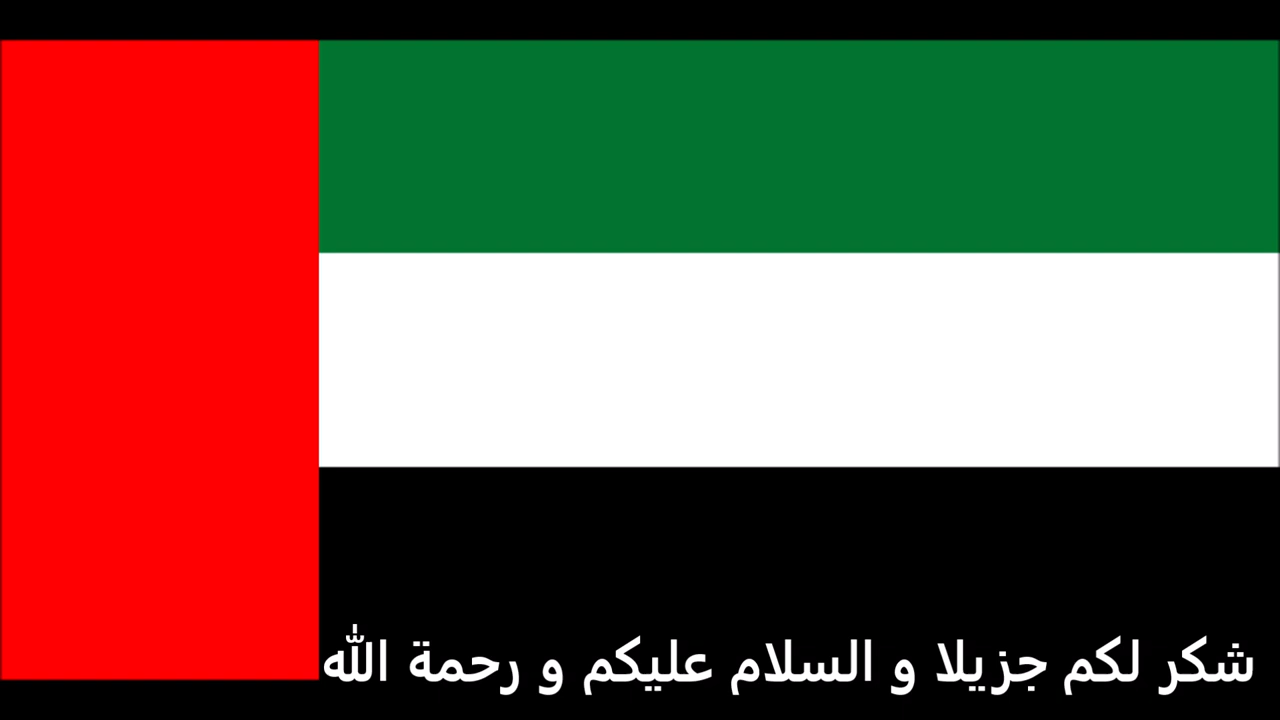 شكر لكم جزيلا و السلام عليكم و رحمة الله